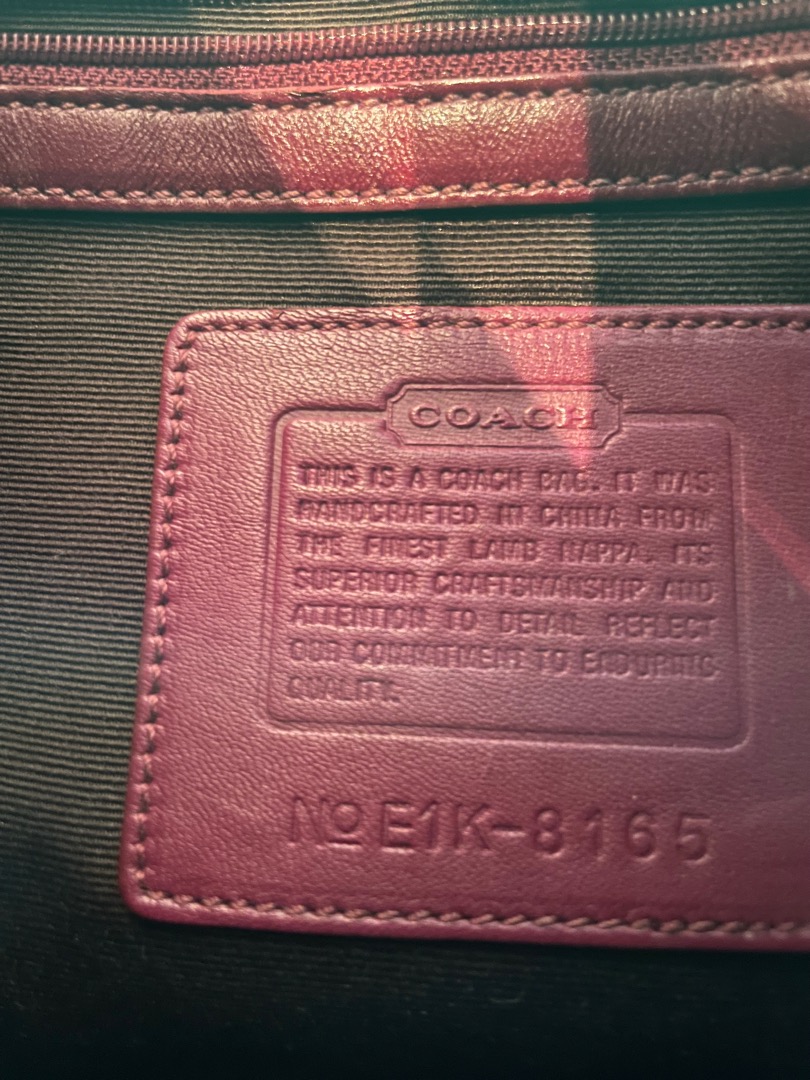 COACH
THIS IS A COACH BAG. IT WAS
HANDCRAFTED IN CHINA FROM
THE FINEST LAMB NAPPA. ITS
SUPERIOR CRAFTSMANSHIP AND
ATTENTION TO DETAIL REFLECT
OUR COMMITMENT TO ENDURING
QUALITY.
No E1K-8165